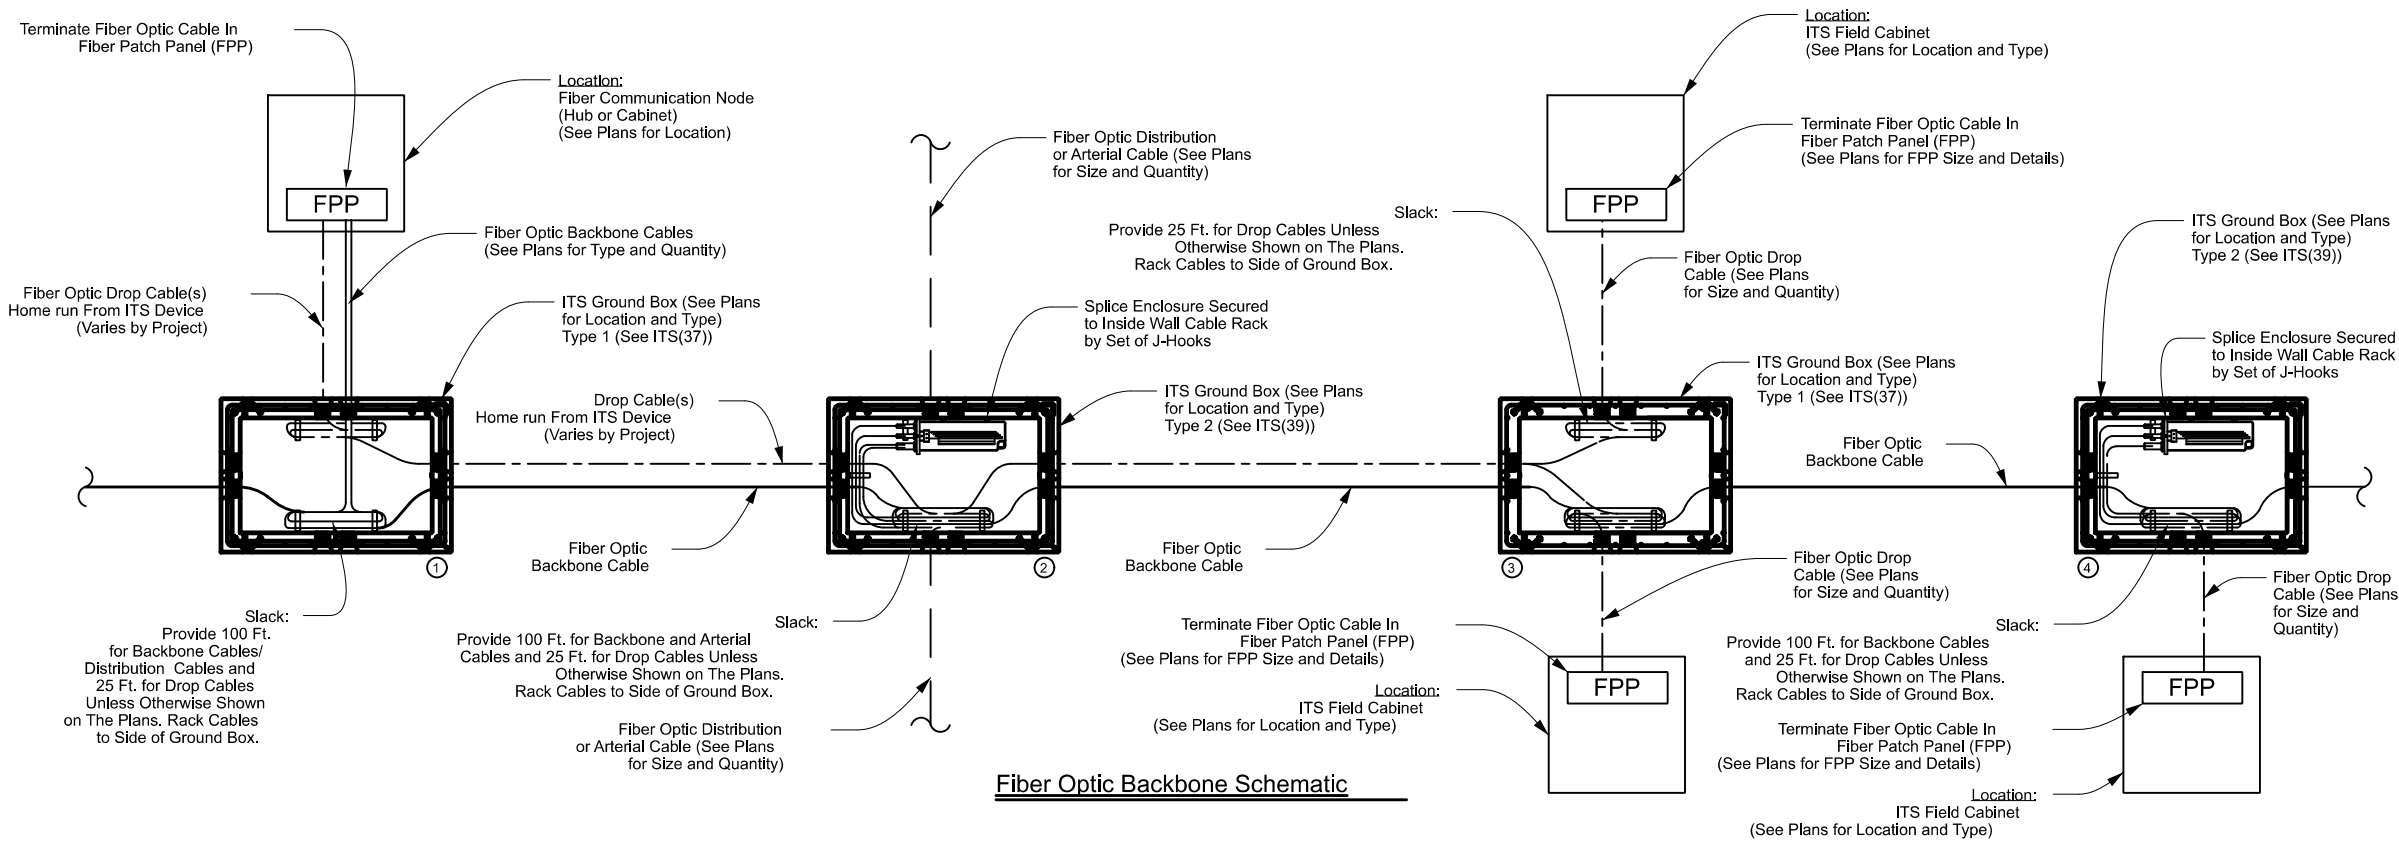 Terminate Fiber Optic Cable In
Fiber Patch Panel (FPP)
Location:
Fiber Communication Node
(Hub or Cabinet)
(See Plans for Location)
FPP
Fiber Optic Backbone Cables
(See Plans for Type and Quantity)
Fiber Optic Drop Cable(s)
Home run From ITS Device
(Varies by Project)
ITS Ground Box (See Plans
for Location and Type)
Type 1 (See ITS(37))
1
Slack:
Provide 100 Ft.
for Backbone Cables/
Distribution Cables and
25 Ft. for Drop Cables
Unless Otherwise Shown
on The Plans. Rack Cables
to Side of Ground Box.
Drop Cable(s)
Home run From ITS Device
(Varies by Project)
Fiber Optic
Backbone Cable
Fiber Optic Distribution
or Arterial Cable (See Plans
for Size and Quantity)
Splice Enclosure Secured
to Inside Wall Cable Rack
by Set of J-Hooks
ITS Ground Box (See Plans
for Location and Type)
Type 2 (See ITS(39))
2
Slack:
Provide 100 Ft. for Backbone and Arterial
Cables and 25 Ft. for Drop Cables Unless
Otherwise Shown on The Plans.
Rack Cables to Side of Ground Box.
Fiber Optic Distribution
or Arterial Cable (See Plans
for Size and Quantity)
Fiber Optic
Backbone Cable
Location:
ITS Field Cabinet
(See Plans for Location and Type)
Terminate Fiber Optic Cable In
Fiber Patch Panel (FPP)
(See Plans for FPP Size and Details)
FPP
Slack:
Provide 25 Ft. for Drop Cables Unless
Otherwise Shown on The Plans.
Rack Cables to Side of Ground Box.
Fiber Optic Drop
Cable (See Plans
for Size and Quantity)
ITS Ground Box (See Plans
for Location and Type)
Type 1 (See ITS(37))
3
Fiber Optic Drop
Cable (See Plans
for Size and Quantity)
Terminate Fiber Optic Cable In
Fiber Patch Panel (FPP)
(See Plans for FPP Size and Details)
FPP
Location:
ITS Field Cabinet
(See Plans for Location and Type)
Fiber Optic
Backbone Cable
ITS Ground Box (See Plans
for Location and Type)
Type 2 (See ITS(39))
Splice Enclosure Secured
to Inside Wall Cable Rack
by Set of J-Hooks
4
Fiber Optic Drop
Cable (See Plans
for Size and
Quantity)
Slack:
Provide 100 Ft. for Backbone Cables
and 25 Ft. for Drop Cables Unless
Otherwise Shown on The Plans.
Rack Cables to Side of Ground Box.
FPP
Terminate Fiber Optic Cable In
Fiber Patch Panel (FPP)
(See Plans for FPP Size and Details)
Location:
ITS Field Cabinet
(See Plans for Location and Type)
Fiber Optic Backbone Schematic